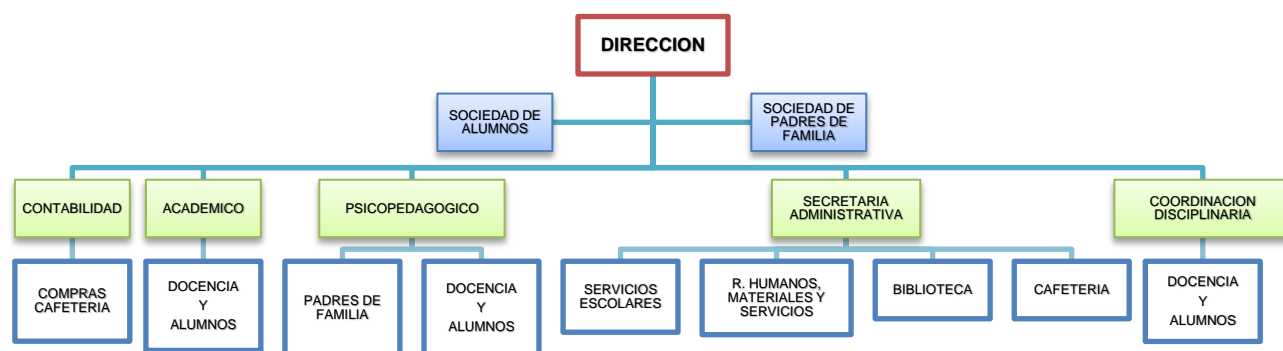 DIRECCION
SOCIEDAD DE
ALUMNOS
SOCIEDAD DE
PADRES DE
FAMILIA
CONTABILIDAD
ACADEMICO
PSICOPEDAGOGICO
SECRETARIA
ADMINISTRATIVA
COORDINACION
DISCIPLINARIA
COMPRAS
CAFETERIA
DOCENCIA
Y
ALUMNOS
PADRES DE
FAMILIA
DOCENCIA
Y
ALUMNOS
SERVICIOS
ESCOLARES
R. HUMANOS,
MATERIALES Y
SERVICIOS
BIBLIOTECA
CAFETERIA
DOCENCIA
Y
ALUMNOS